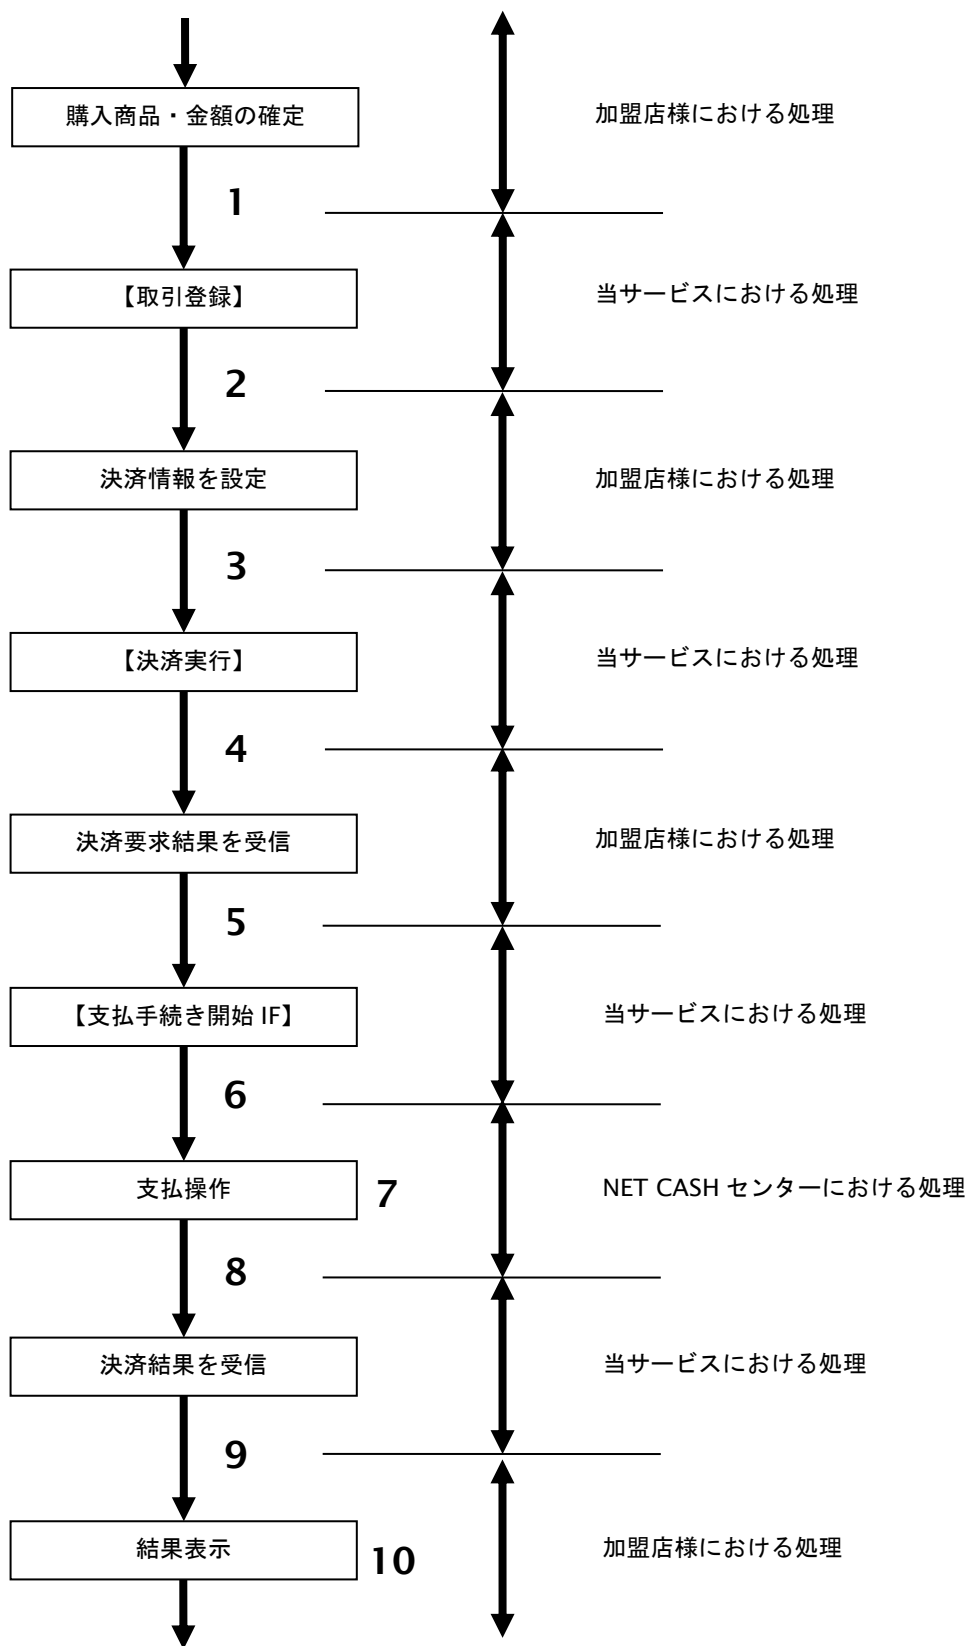 購入商品・金額の確定
加盟店様における処理
1
【取引登録】
当サービスにおける処理
2
決済情報を設定
加盟店様における処理
3
【決済実行】
当サービスにおける処理
4
決済要求結果を受信
加盟店様における処理
5
【支払手続き開始 IF】
当サービスにおける処理
6
支払操作
7
NET CASH センターにおける処理
8
決済結果を受信
当サービスにおける処理
9
結果表示
10
加盟店様における処理